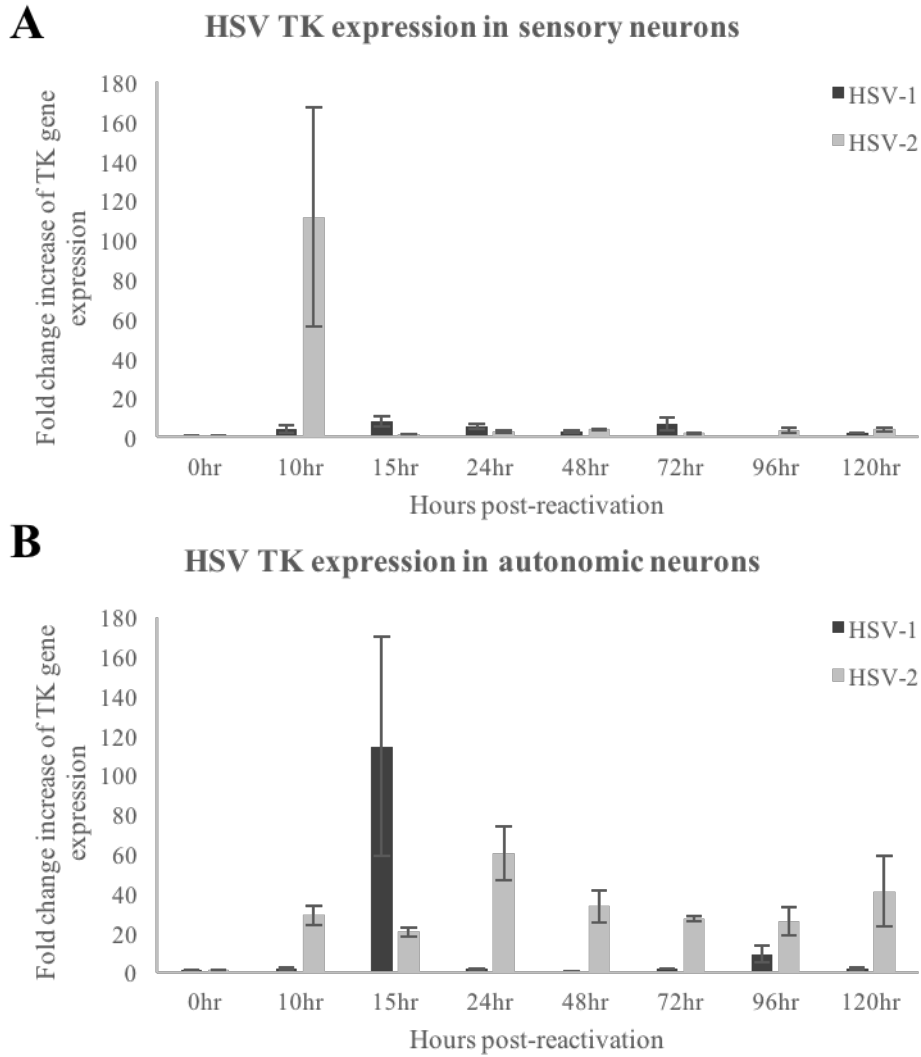 A
HSV TK expression in sensory neurons
Fold change increase of TK gene
expression
180
160
140
120
100
80
60
40
20
0
HSV-1
HSV-2
0hr 10hr 15hr 24hr 48hr 72hr 96hr 120hr
Hours post-reactivation
B
HSV TK expression in autonomic neurons
Fold change increase of TK gene
expression
180
160
140
120
100
80
60
40
20
0
HSV-1
HSV-2
0hr 10hr 15hr 24hr 48hr 72hr 96hr 120hr
Hours post-reactivation